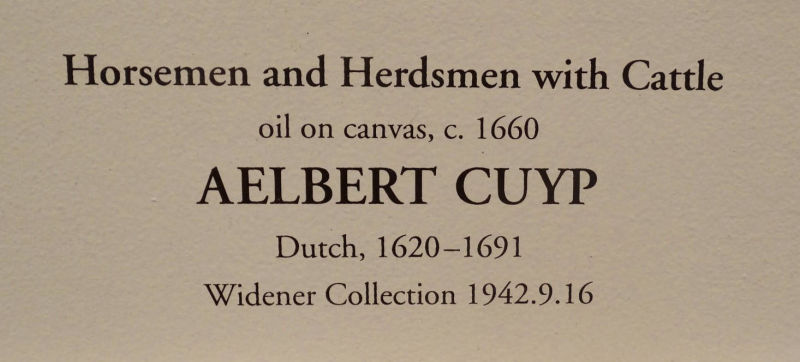 Horsemen and Herdsmen with Cattle
oil on canvas, c. 1660
AELBERT CUYP
Dutch, 1620–1691
Widener Collection 1942.9.16